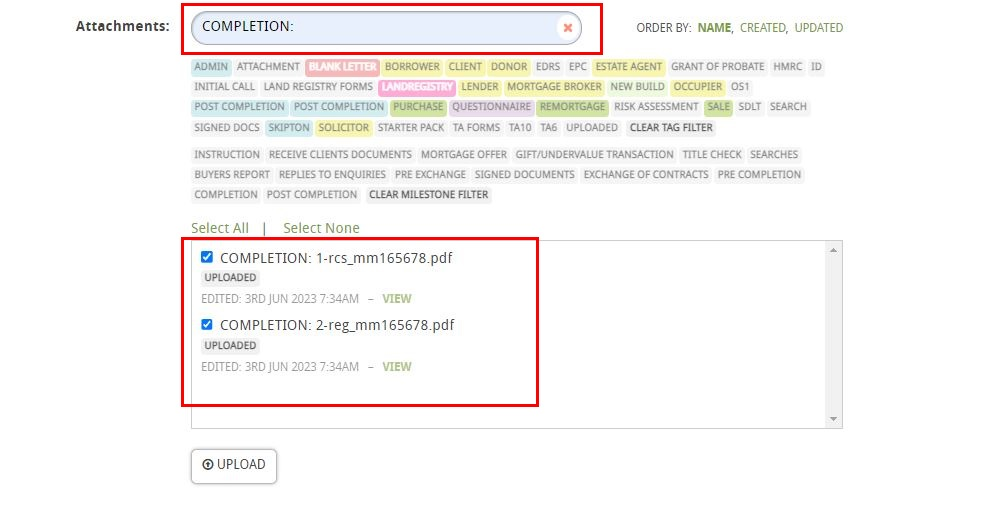 Attachments: COMPLETION: ORDER BY: NAME, CREATED, UPDATED
ADMIN ATTACHMENT BLANK LETTER BORROWER CLIENT DONOR EDRS EPC ESTATE AGENT GRANT OF PROBATE HMRC ID
INITIAL CALL LAND REGISTRY FORMS LANDREGISTRY LENDER MORTGAGE BROKER NEW BUILD OCCUPIER OS1
POST COMPLETION POST COMPLETION PURCHASE QUESTIONNAIRE REMORTGAGE RISK ASSESSMENT SALE SDLT SEARCH
SIGNED DOCS SKIPTON SOLICITOR STARTER PACK TA FORMS TA10 TA6 UPLOADED CLEAR TAG FILTER
INSTRUCTION RECEIVE CLIENTS DOCUMENTS MORTGAGE OFFER GIFT/UNDERVALUE TRANSACTION TITLE CHECK SEARCHES
BUYERS REPORT REPLIES TO ENQUIRIES PRE EXCHANGE SIGNED DOCUMENTS EXCHANGE OF CONTRACTS PRE COMPLETION
COMPLETION POST COMPLETION CLEAR MILESTONE FILTER
Select All | Select None
COMPLETION: 1-rcs_mm165678.pdf
UPLOADED
EDITED: 3RD JUN 2023 7:34AM – VIEW
COMPLETION: 2-reg_mm165678.pdf
UPLOADED
EDITED: 3RD JUN 2023 7:34AM – VIEW
UPLOAD